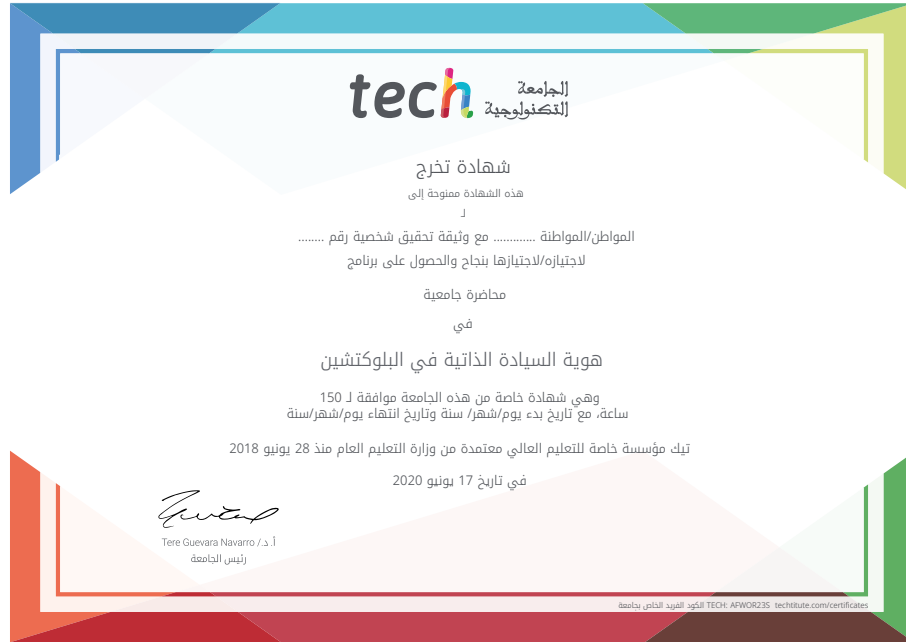 tech الجامعة
التكنولوجية
شهادة تخرج
هذه الشهادة ممنوحة إلى
لـ
المواطن/المواطنة ............. مع وثيقة تحقيق شخصية رقم ........
لاجتيازه/لاجتيازها بنجاح والحصول على برنامج
محاضرة جامعية
في
هوية السيادة الذاتية في البلوكتشين
وهي شهادة خاصة من هذه الجامعة موافقة لـ 150
ساعة، مع تاريخ بدء يوم/شهر/ سنة وتاريخ انتهاء يوم/شهر/سنة
تيك مؤسسة خاصة للتعليم العالي معتمدة من وزارة التعليم العام منذ 28 يونيو 2018
في تاريخ 17 يونيو 2020
أ.د./ Tere Guevara Navarro
رئيس الجامعة
الكود الفريد الخاص بجامعة TECH: AFWOR23S techtitute.com/certificates